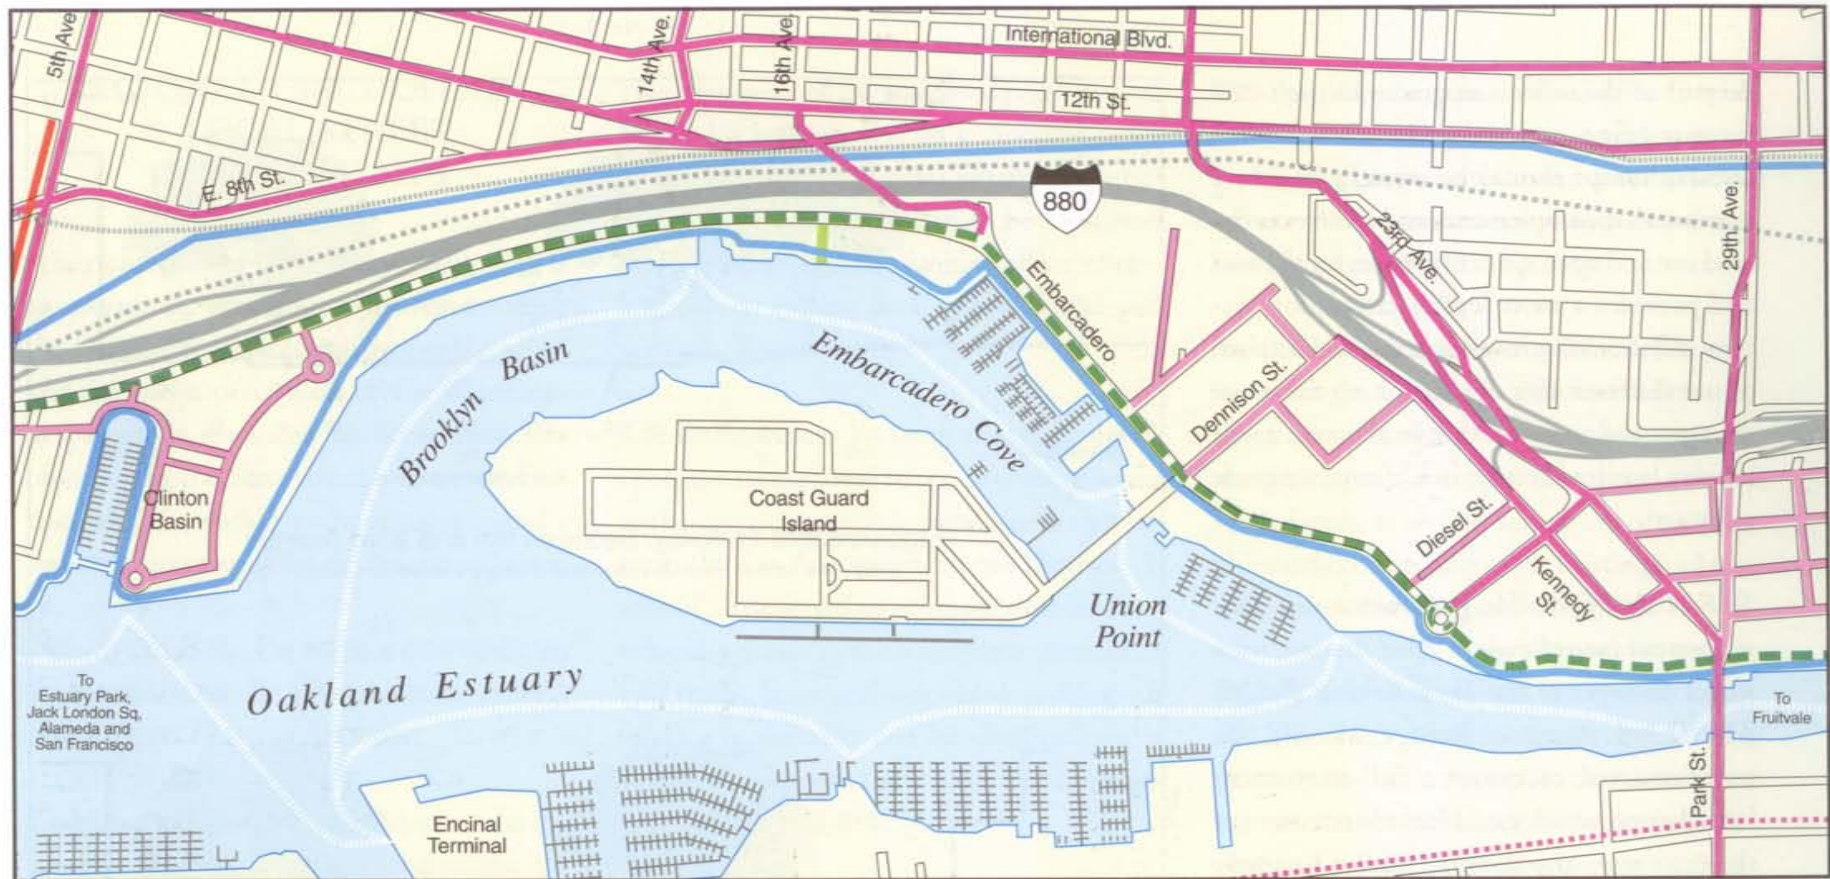 5th Ave.
14th Ave.
16th Ave.
International Blvd.
12th St.
E. 8th St.
880
23rd Ave.
29th. Ave.
Embarcadero
Brooklyn Basin
Embarcadero Cove
Dennison St.
Clinton
Basin
Coast Guard
Island
Diesel St.
Kennedy
St.
Union
Point
Oakland Estuary
To
Estuary Park,
Jack London Sq,
Alameda and
San Francisco
To
Fruitvale
Park St.
Encinal
Terminal